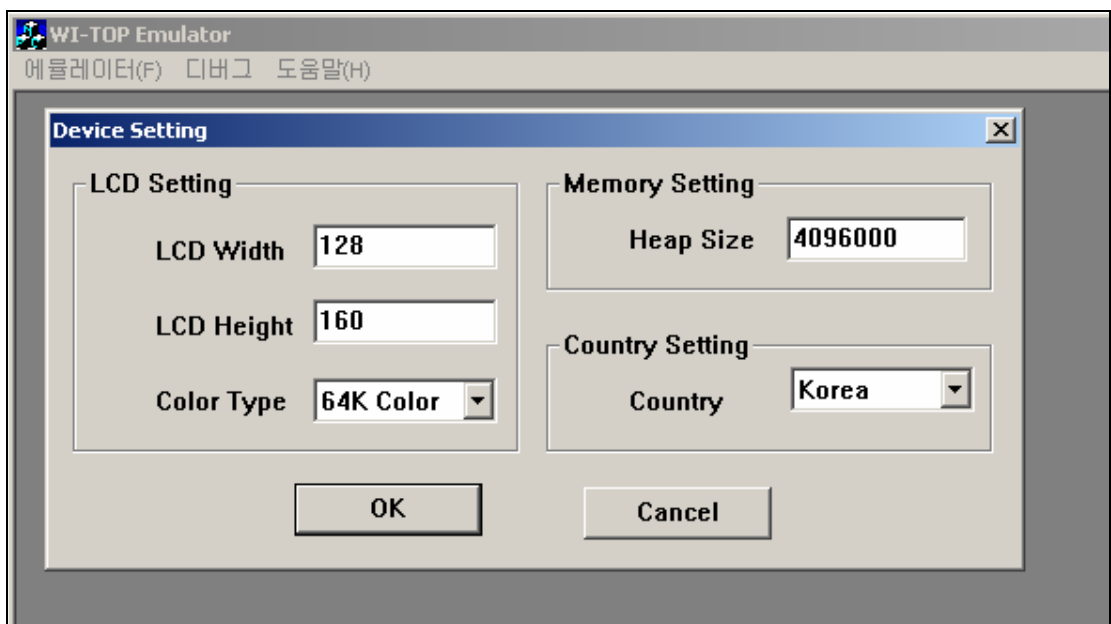 WI-TOP Emulator
에뮬레이터(F) 디버그 도움말(H)
Device Setting
LCD Setting
LCD Width 128
LCD Height 160
Color Type 64K Color
Memory Setting
Heap Size 4096000
Country Setting
Country Korea
OK Cancel